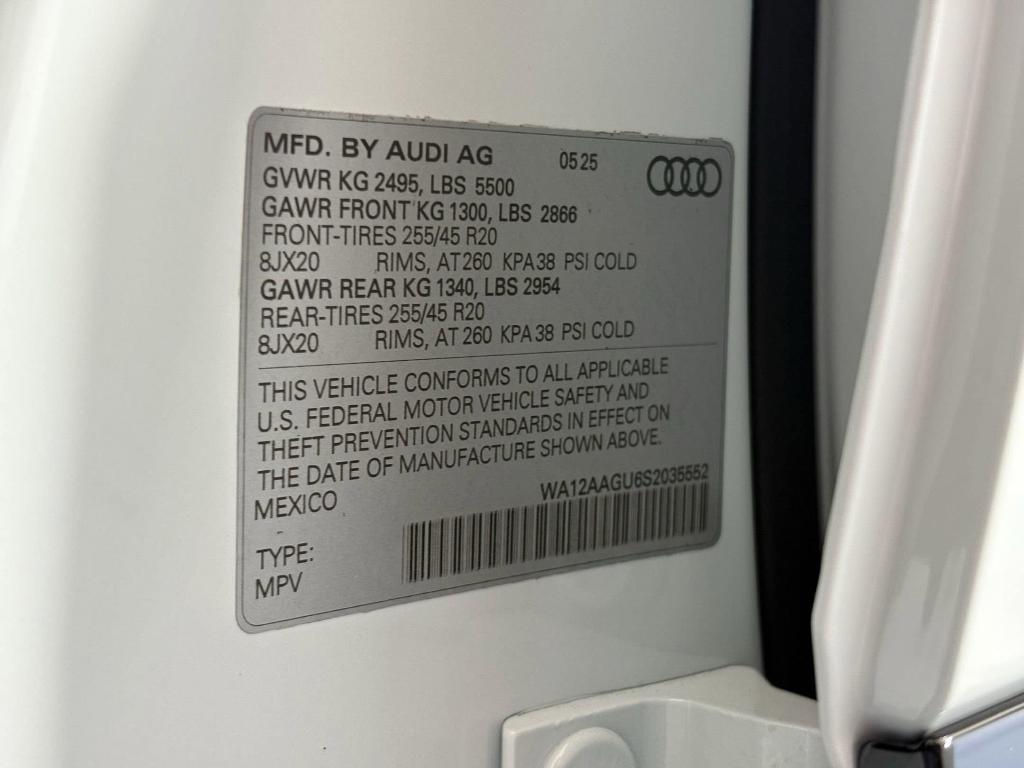 MFD. BY AUDI AG 05 25
GVWR KG 2495, LBS 5500
GAWR FRONT KG 1300, LBS 2866
FRONT-TIRES 255/45 R20
8JX20 RIMS, AT 260 KPA 38 PSI COLD
GAWR REAR KG 1340, LBS 2954
REAR-TIRES 255/45 R20
8JX20 RIMS, AT 260 KPA 38 PSI COLD
THIS VEHICLE CONFORMS TO ALL APPLICABLE
U.S. FEDERAL MOTOR VEHICLE SAFETY AND
THEFT PREVENTION STANDARDS IN EFFECT ON
THE DATE OF MANUFACTURE SHOWN ABOVE.
MEXICO WA12AAGU6S2035552
TYPE:
MPV